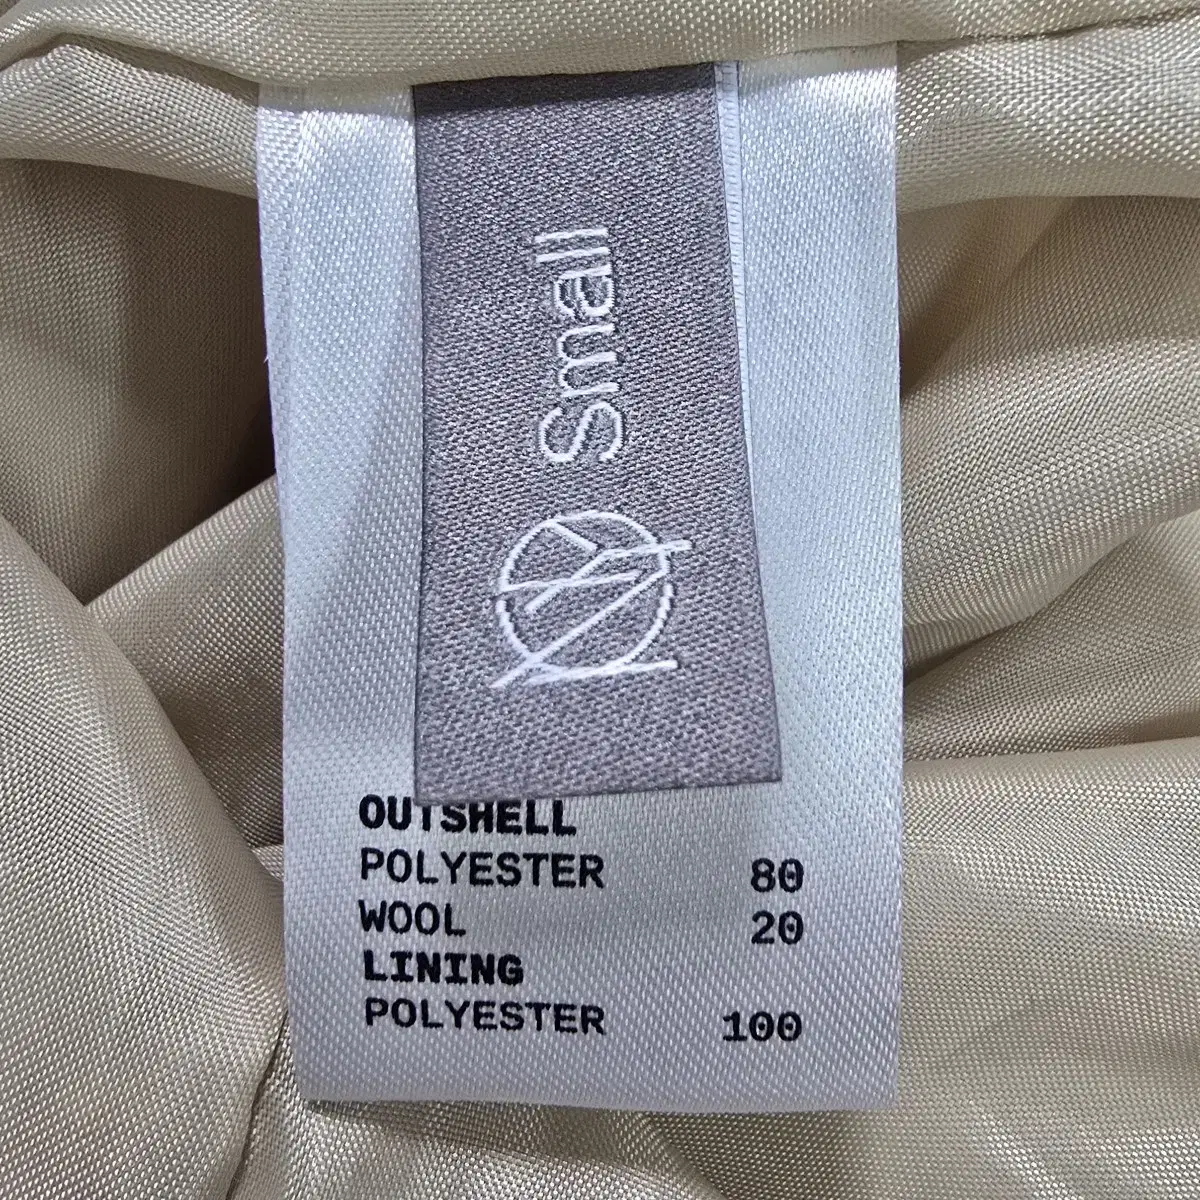 Small
OUTSHELL
POLYESTER 80
WOOL 20
LINING
POLYESTER 100